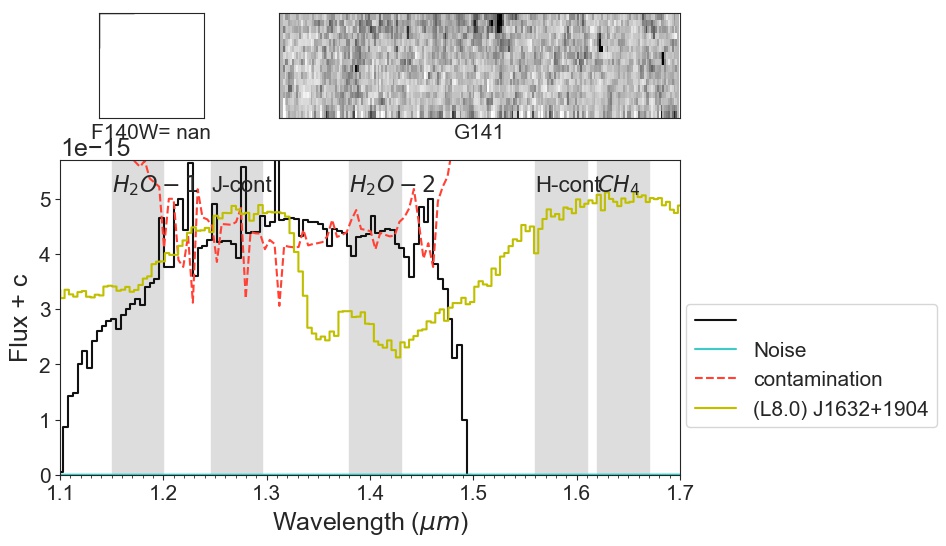 F140W= nan
G141
1e−15
H₂O − 1 J-cont H₂O − 2 H-cont CH₄
5
4
3
2
1
0
Flux + c
1.1 1.2 1.3 1.4 1.5 1.6 1.7
Wavelength (μm)
Noise
contamination
(L8.0) J1632+1904